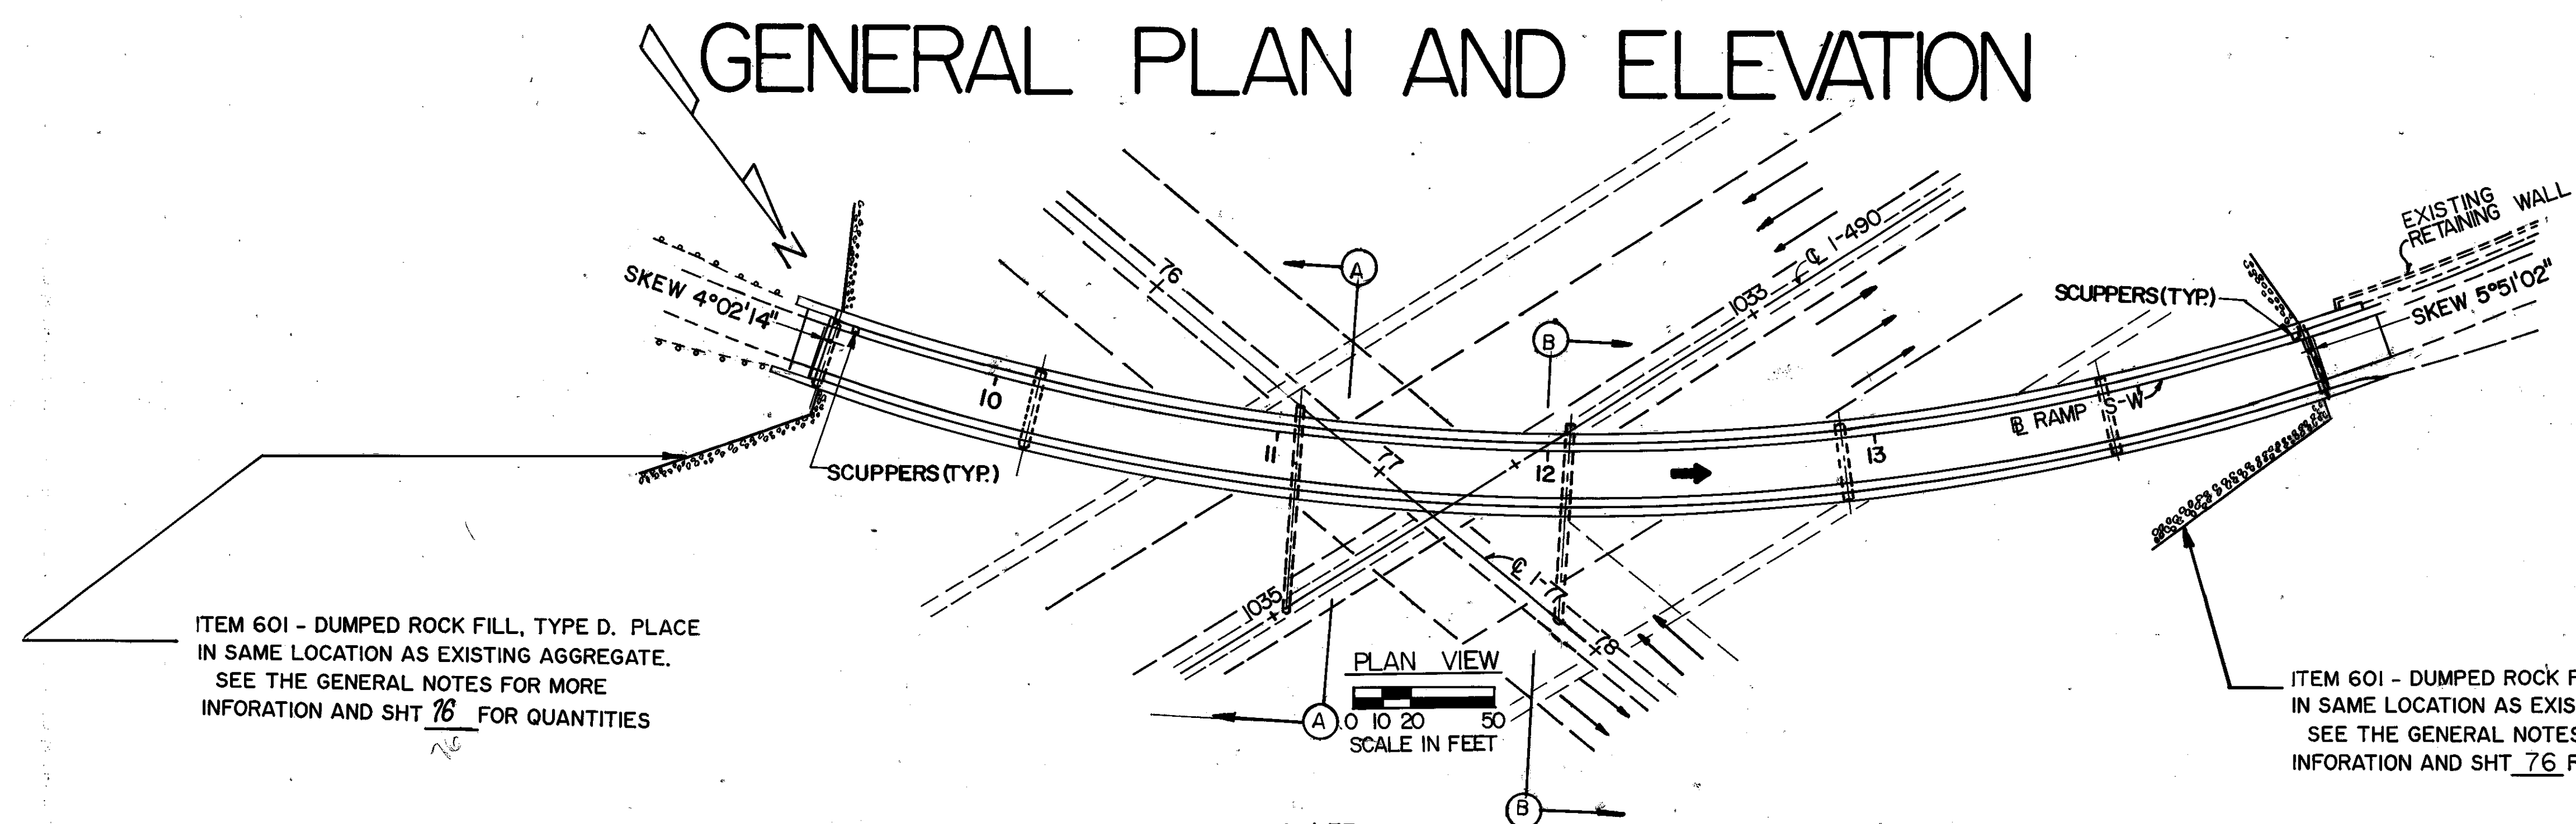 GENERAL PLAN AND ELEVATION
N
SKEW 4°02'14"
76
A
CL I-490
1033
B
EXISTING
RETAINING WALL
SCUPPERS (TYP.)
SKEW 5°51'02"
10
11
77
12
13
BL RAMP S-W
SCUPPERS (TYP.)
CL I-77
1035
78
ITEM 601 - DUMPED ROCK FILL, TYPE D. PLACE
IN SAME LOCATION AS EXISTING AGGREGATE.
SEE THE GENERAL NOTES FOR MORE
INFORATION AND SHT 76 FOR QUANTITIES
76
PLAN VIEW
0 10 20 50
SCALE IN FEET
A
B
ITEM 601 - DUMPED ROCK F
IN SAME LOCATION AS EXIS
SEE THE GENERAL NOTES
INFORATION AND SHT 76 F